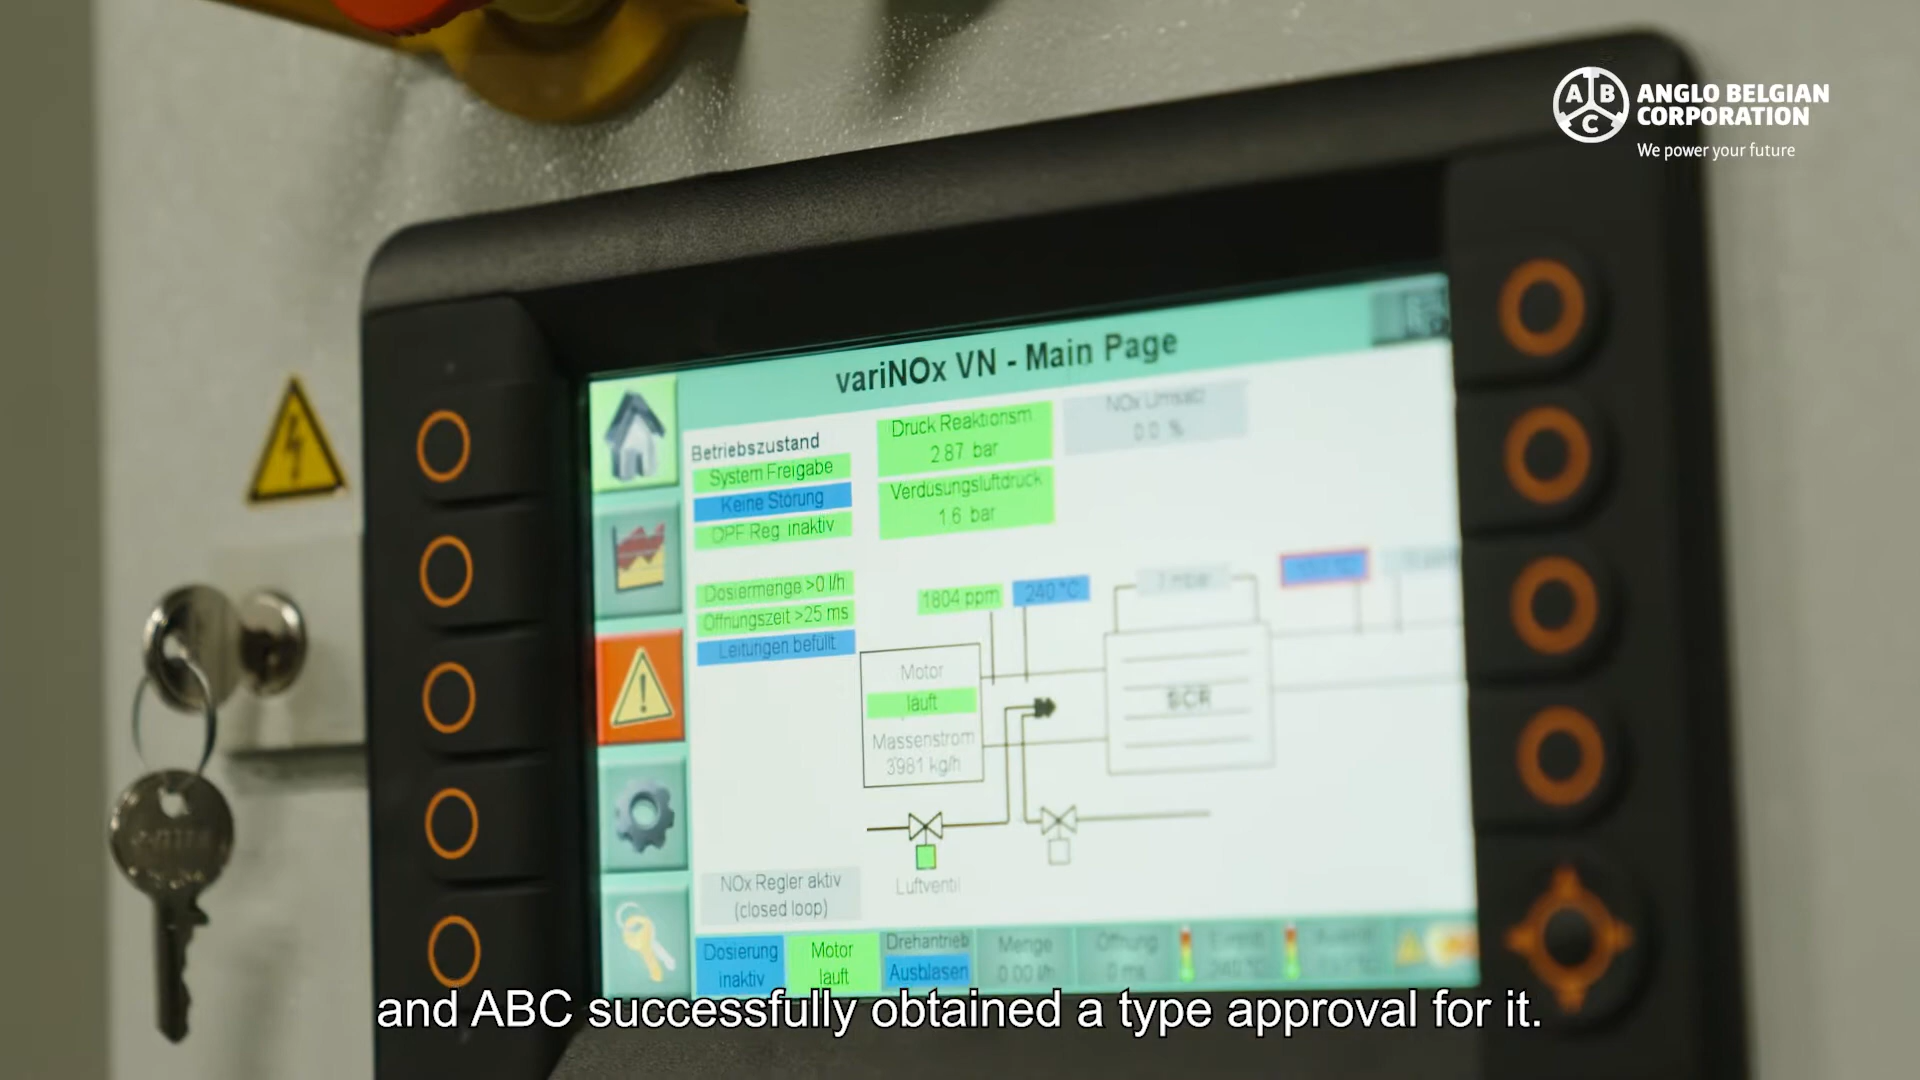 ABC
ANGLO BELGIAN
CORPORATION
We power your future
variNOx VN - Main Page
Betriebszustand
System Freigabe
Keine Störung
DPF Reg. inaktiv
Druck Reaktionsm.
2.87 bar
Verdüsungsluftdruck
1.6 bar
NOx Umsatz
0.0 %
Dosiermenge >0 l/h
Öffnungszeit >25 ms
Leitungen befüllt
1804 ppm
240 °C
mbar
Motor
läuft
Massenstrom
3981 kg/h
SCR
Luftventil
NOx Regler aktiv
(closed loop)
Dosierung
inaktiv
Motor
läuft
Drehantrieb
Ausblasen
Menge
0.00 l/h
Öffnung
0 ms
and ABC successfully obtained a type approval for it.